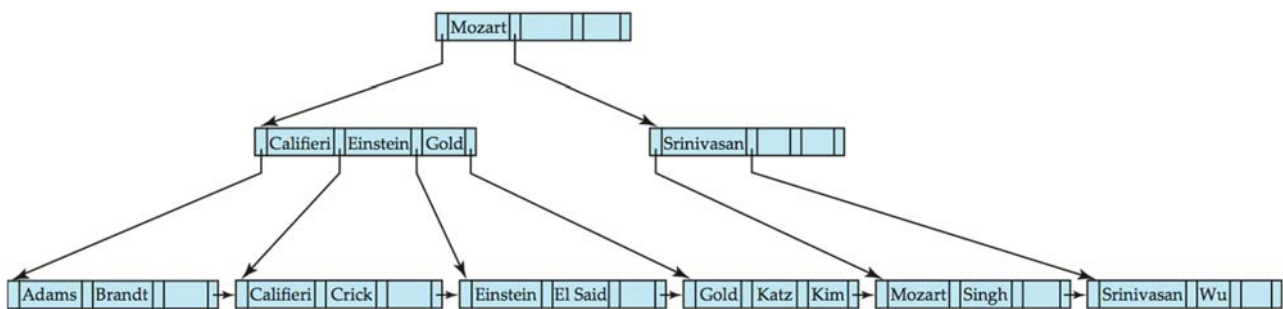 Mozart
Califieri Einstein Gold Srinivasan
Adams Brandt Califieri Crick Einstein El Said Gold Katz Kim Mozart Singh Srinivasan Wu